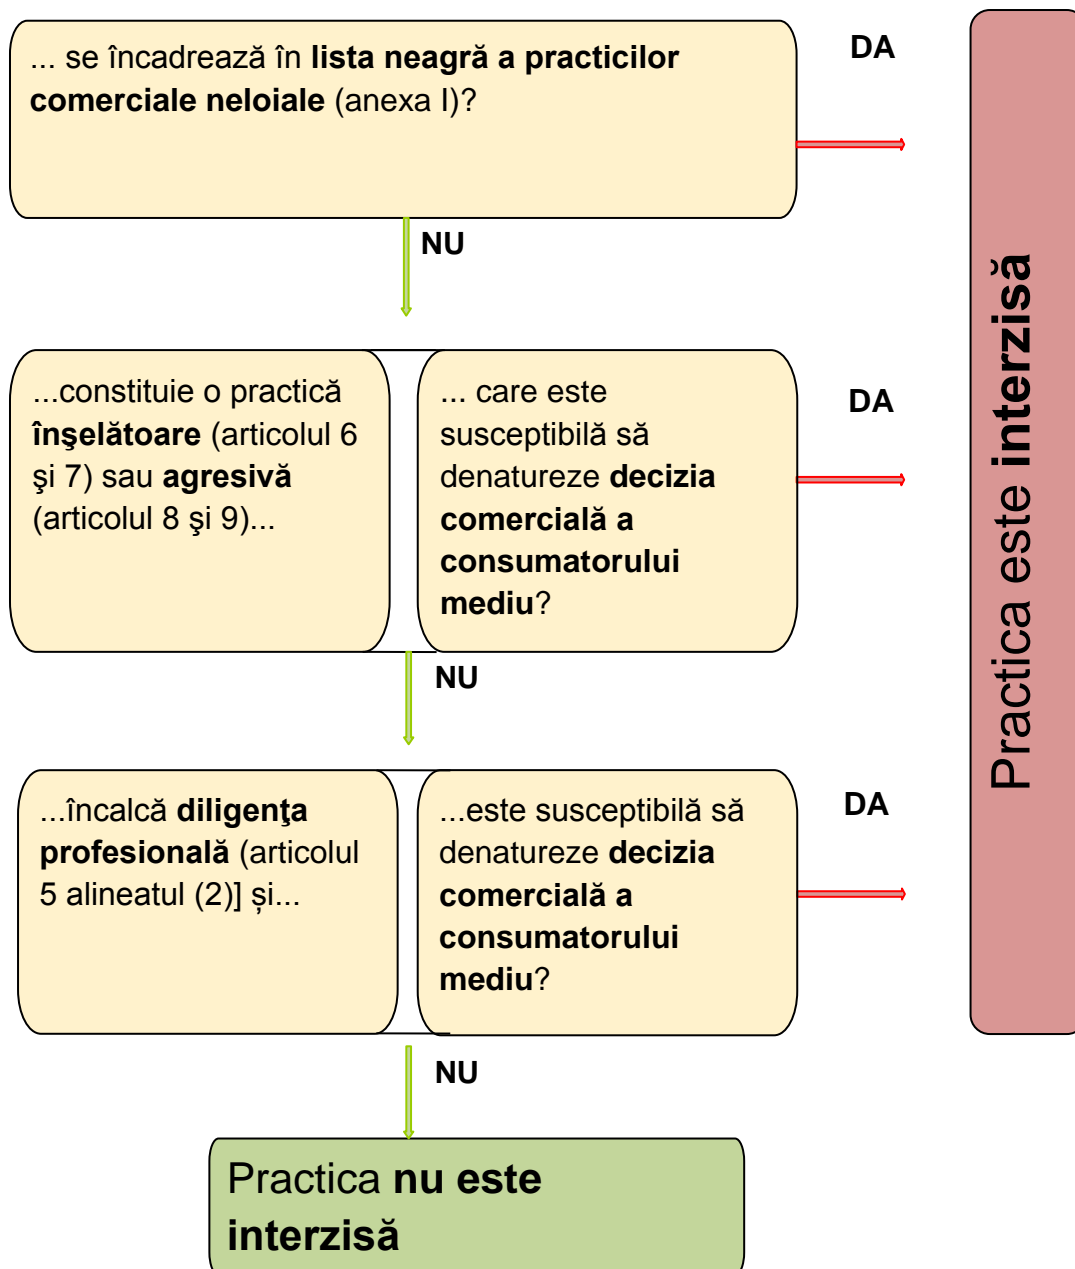 ... se încadrează în lista neagră a practicilor
comerciale neloiale (anexa I)?
DA
NU
...constituie o practică
înşelătoare (articolul 6
şi 7) sau agresivă
(articolul 8 şi 9)...
... care este
susceptibilă să
denatureze decizia
comercială a
consumatorului
mediu?
DA
NU
...încalcă diligenţa
profesională (articolul
5 alineatul (2)] și...
...este susceptibilă să
denatureze decizia
comercială a
consumatorului
mediu?
DA
NU
Practica nu este
interzisă
Practica este interzisă